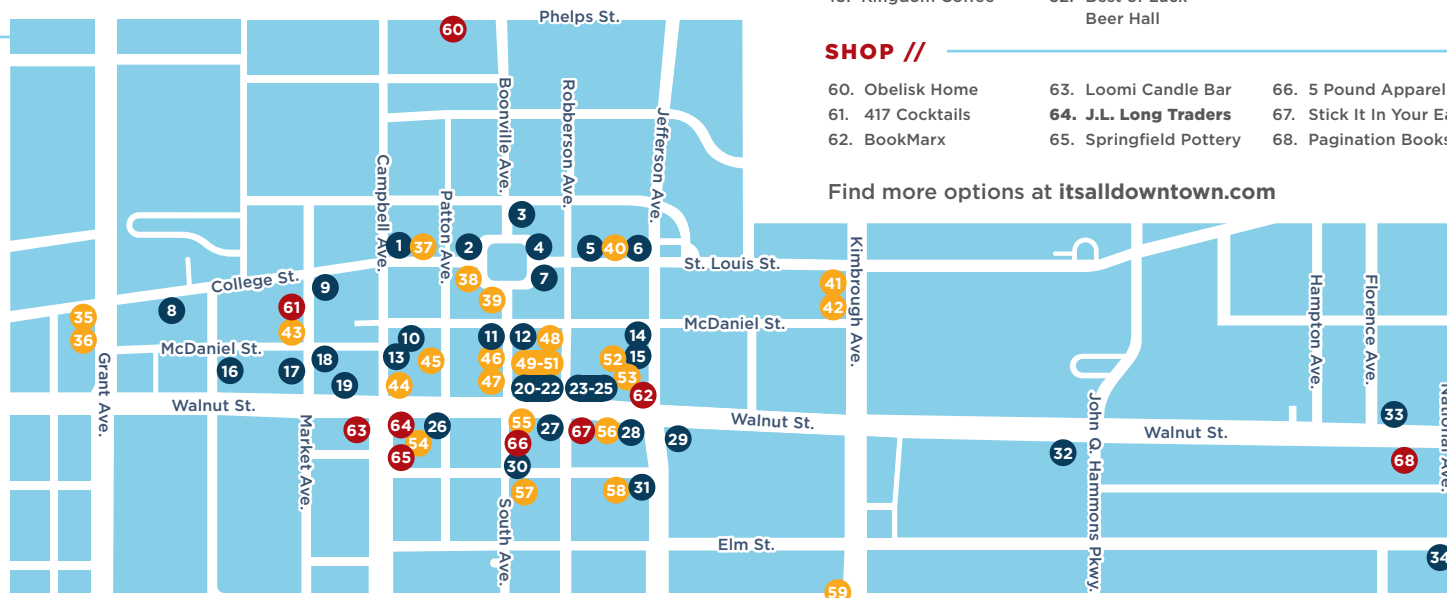 Beer Hall
SHOP //
60. Obelisk Home
61. 417 Cocktails
62. BookMarx
63. Loomi Candle Bar
64. J.L. Long Traders
65. Springfield Pottery
66. 5 Pound Apparel
67. Stick It In Your
68. Pagination Books
Find more options at itsalldowntown.com
Phelps St.
60
Boonville Ave.
Robberson Ave.
Jefferson Ave.
Campbell Ave.
Patton Ave.
3
1
37
2
4
5
40
6
St. Louis St.
Kimbrough Ave.
College St.
9
38
7
39
41
42
Hampton Ave.
Florence Ave.
35
36
8
61
43
McDaniel St.
McDaniel St.
10
11
12
48
14
13
45
46
49-51
52
15
16
17
18
19
44
47
20-22
23-25
53
62
Grant Ave.
Walnut St.
Market Ave.
63
64
26
54
65
55
27
66
67
56
28
29
Walnut St.
Walnut St.
John Q. Hammons Pkwy.
32
33
68
National Ave.
30
57
58
31
South Ave.
Elm St.
34
59